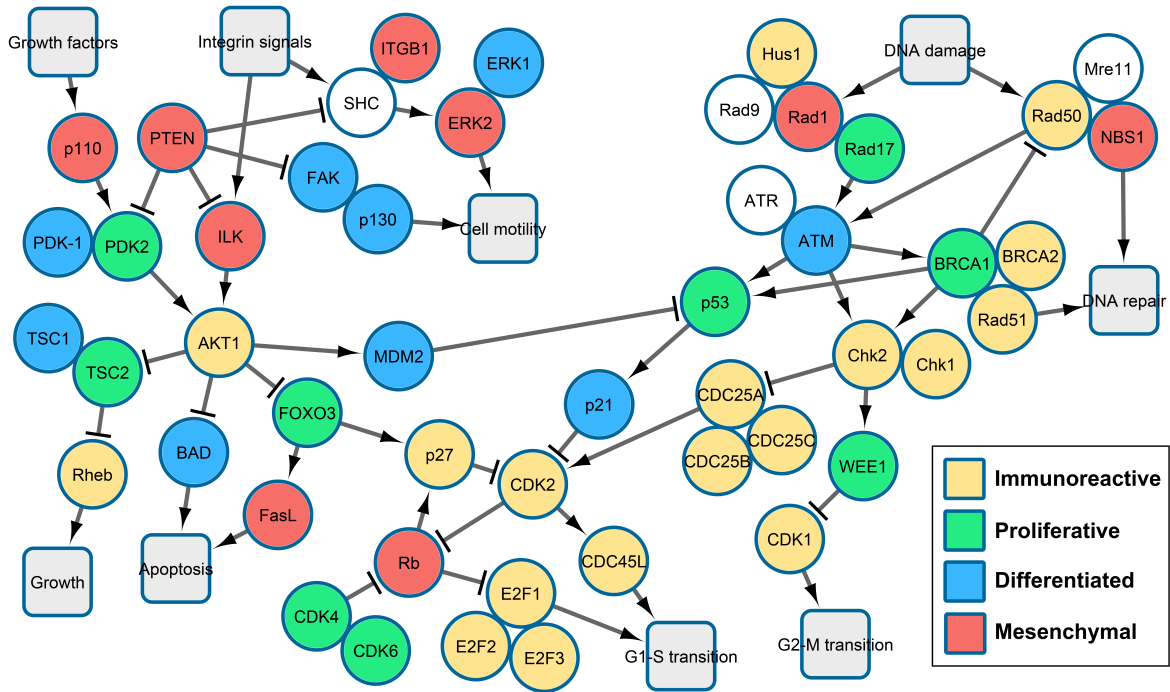 Growth factors
Integrin signals
ITGB1
ERK1
SHC
ERK2
p110
PTEN
FAK
p130
Cell motility
PDK-1
PDK2
ILK
Hus1
DNA damage
Mre11
Rad9
Rad1
Rad17
Rad50
NBS1
ATR
ATM
BRCA1
BRCA2
Rad51
DNA repair
p53
TSC1
TSC2
AKT1
MDM2
Chk2
Chk1
p21
CDC25A
CDC25C
CDC25B
FOXO3
BAD
Rheb
p27
CDK2
WEE1
FasL
CDK1
Growth
Apoptosis
Rb
CDC45L
CDK4
CDK6
E2F1
E2F2
E2F3
G1-S transition
G2-M transition
Immunoreactive
Proliferative
Differentiated
Mesenchymal